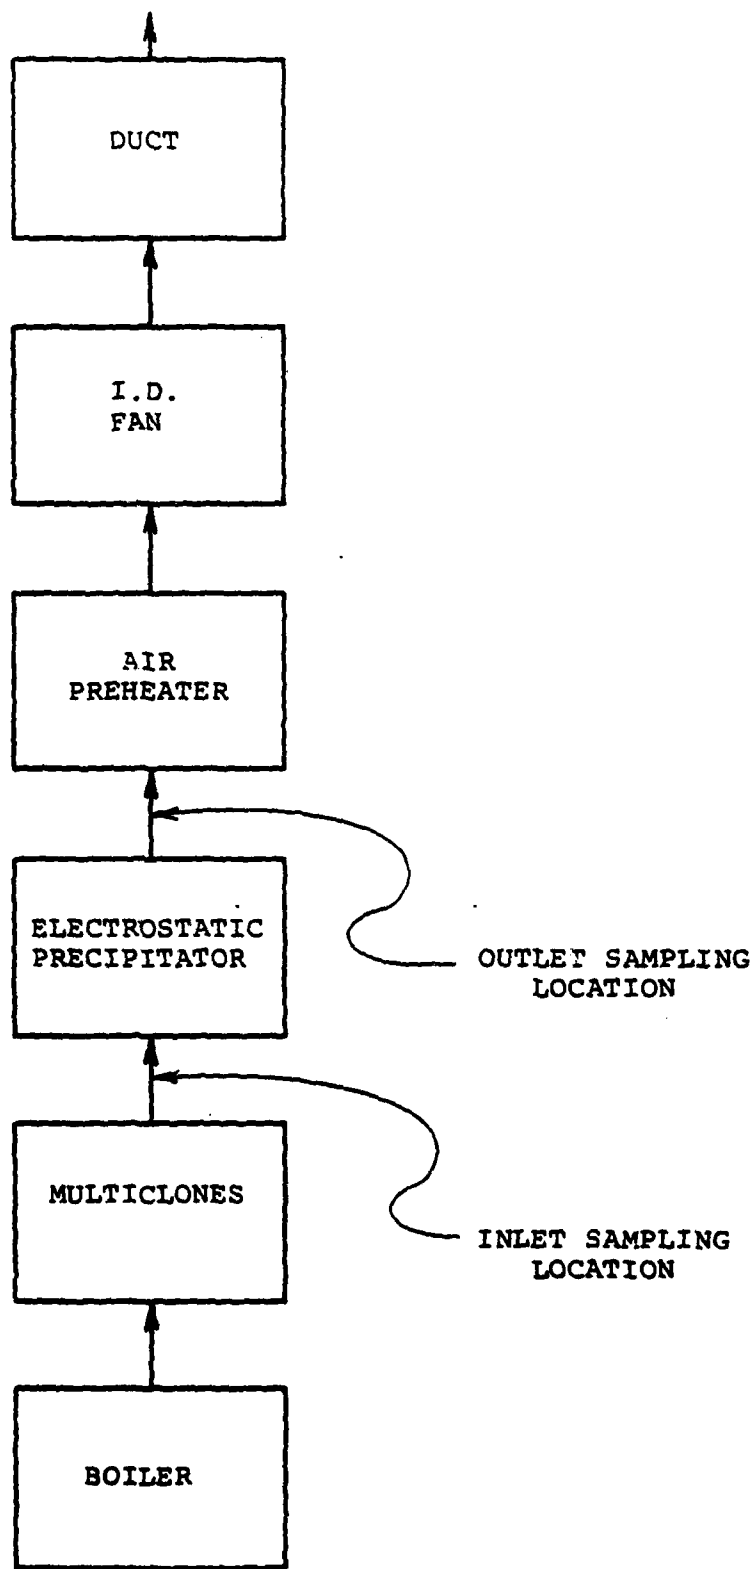 DUCT
I.D.
FAN
AIR
PREHEATER
ELECTROSTATIC
PRECIPITATOR
OUTLET SAMPLING
LOCATION
MULTICLONES
INLET SAMPLING
LOCATION
BOILER